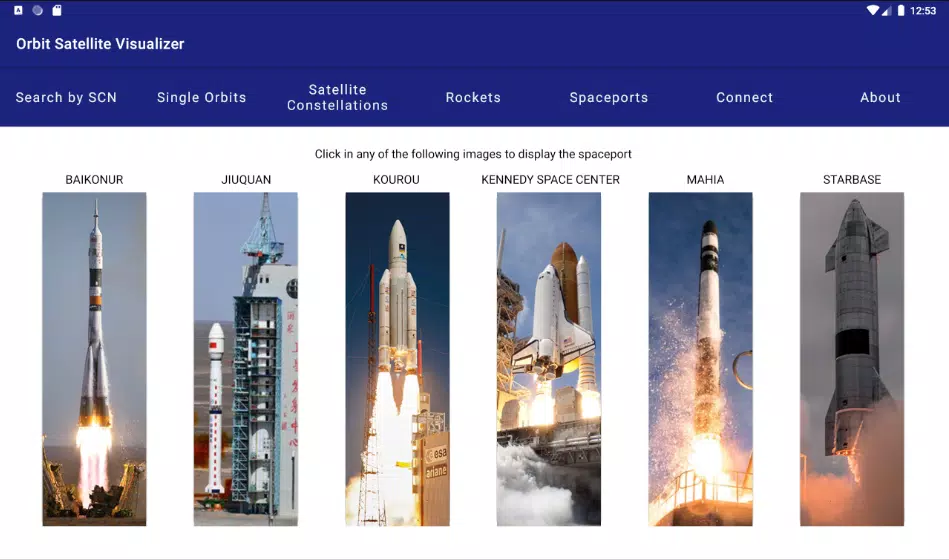 12:53
Orbit Satellite Visualizer
Search by SCN
Single Orbits
Satellite
Constellations
Rockets
Spaceports
Connect
About
Click in any of the following images to display the spaceport
BAIKONUR
JIUQUAN
KOUROU
KENNEDY SPACE CENTER
MAHIA
STARBASE
esa
ariane